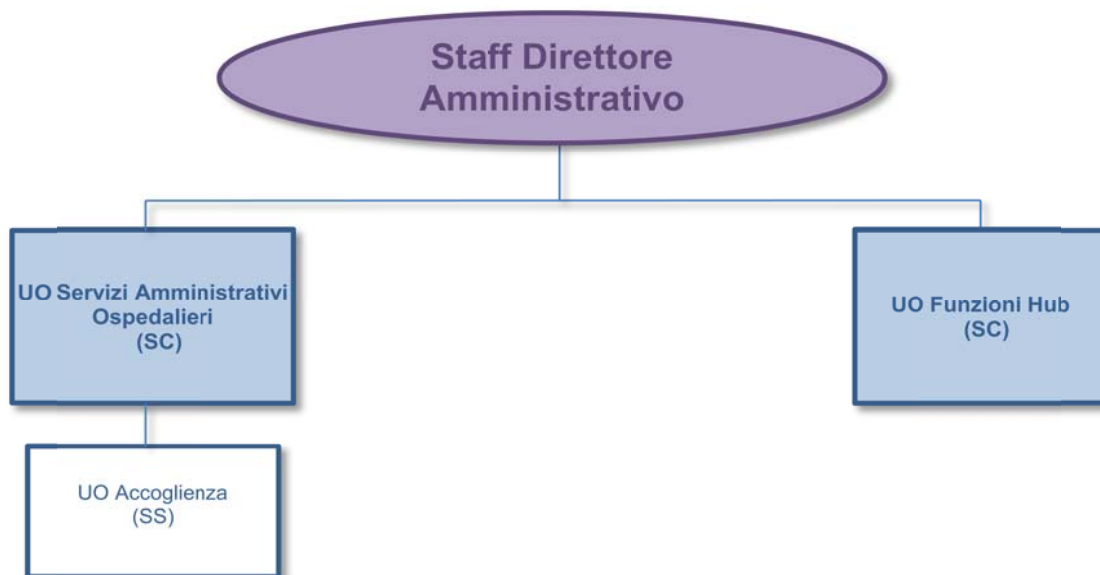 Staff Direttore
Amministrativo
UO Servizi Amministrativi
Ospedalieri
(SC)
UO Funzioni Hub
(SC)
UO Accoglienza
(SS)